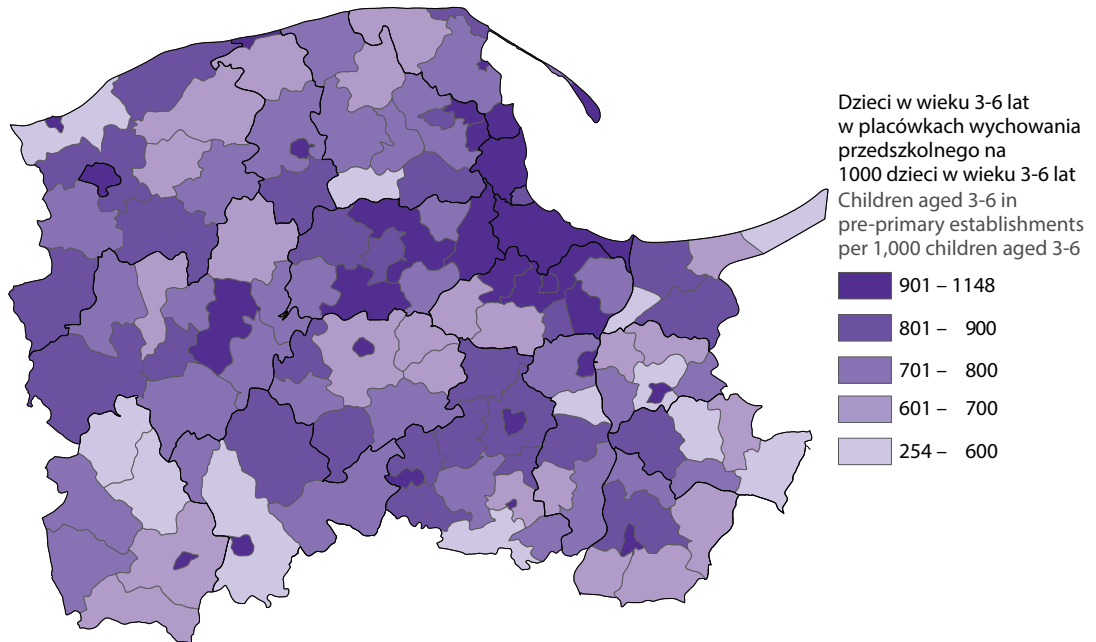 Dzieci w wieku 3-6 lat
w placówkach wychowania
przedszkolnego na
1000 dzieci w wieku 3-6 lat
Children aged 3-6 in
pre-primary establishments
per 1,000 children aged 3-6
901 – 1148
801 – 900
701 – 800
601 – 700
254 – 600